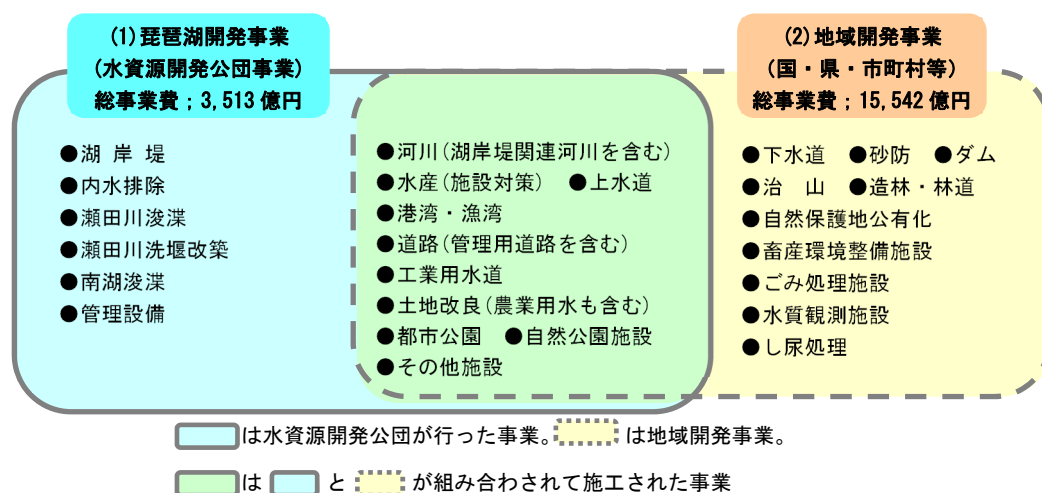 (1)琵琶湖開発事業
(水資源開発公団事業)
総事業費；3,513億円
(2)地域開発事業
(国・県・市町村等)
総事業費；15,542億円
●湖岸堤
●内水排除
●瀬田川浚渫
●瀬田川洗堰改築
●南湖浚渫
●管理設備
●河川(湖岸堤関連河川を含む)
●水産(施設対策) ●上水道
●港湾・漁湾
●道路(管理用道路を含む)
●工業用水道
●土地改良(農業用水も含む)
●都市公園 ●自然公園施設
●その他施設
●下水道 ●砂防 ●ダム
●治山 ●造林・林道
●自然保護地公有化
●畜産環境整備施設
●ごみ処理施設
●水質観測施設
●し尿処理
は水資源開発公団が行った事業。 は地域開発事業。
は と が組み合わされて施工された事業